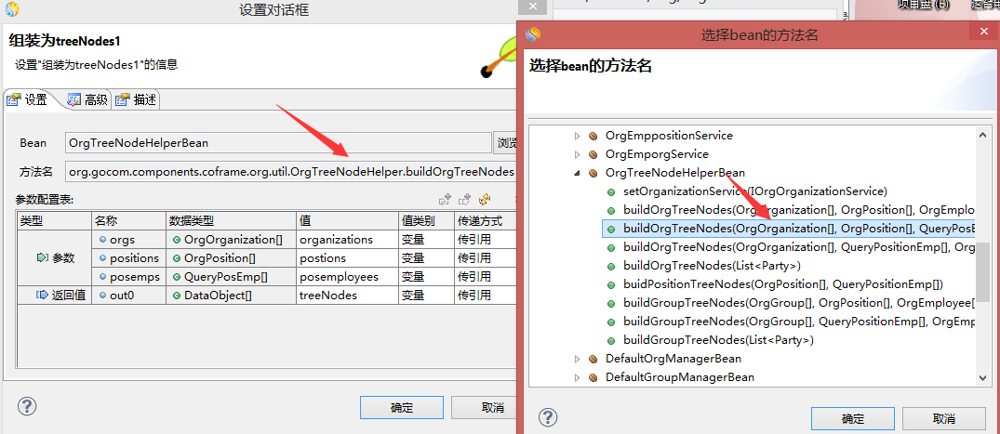 设置对话框
组装为treeNodes1
设置"组装为treeNodes1"的信息
设置 高级 描述
Bean OrgTreeNodeHelperBean 浏览
方法名 org.gocom.components.coframe.org.util.OrgTreeNodeHelper.buildOrgTreeNodes
参数配置表:
类型 名称 数据类型 值 值类别 传递方式
参数 orgs OrgOrganization[] organizations 变量 传引用
positions OrgPosition[] postions 变量 传引用
posemps QueryPosEmp[] posemployees 变量 传引用
返回值 out0 DataObject[] treeNodes 变量 传引用
确定 取消
项目盘 (E)
选择bean的方法名
选择bean的方法名
OrgEmppositionService
OrgEmporgService
OrgTreeNodeHelperBean
setOrganizationService(IOrgOrganizationService)
buildOrgTreeNodes(OrgOrganization[], OrgPosition[], OrgEmplo
buildOrgTreeNodes(OrgOrganization[], OrgPosition[], QueryPosE
buildOrgTreeNodes(OrgOrganization[], QueryPositionEmp[], Org
buildOrgTreeNodes(List<Party>)
buidPositionTreeNodes(OrgPosition[], QueryPositionEmp[])
buildGroupTreeNodes(OrgGroup[], OrgPosition[], OrgEmployee[
buildGroupTreeNodes(OrgGroup[], QueryPositionEmp[], OrgEmp
buildGroupTreeNodes(List<Party>)
DefaultOrgManagerBean
DefaultGroupManagerBean
确定 取消